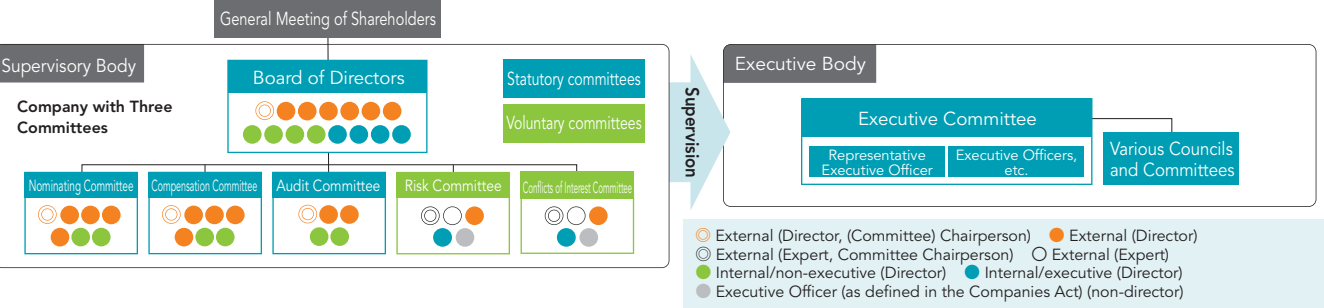 General Meeting of Shareholders
Supervisory Body
Company with Three
Committees
Board of Directors
Statutory committees
Voluntary committees
Nominating Committee
Compensation Committee
Audit Committee
Risk Committee
Conflicts of Interest Committee
Supervision
Executive Body
Executive Committee
Representative
Executive Officer
Executive Officers,
etc.
Various Councils
and Committees
External (Director, (Committee) Chairperson) External (Director)
External (Expert, Committee Chairperson) External (Expert)
Internal/non-executive (Director) Internal/executive (Director)
Executive Officer (as defined in the Companies Act) (non-director)